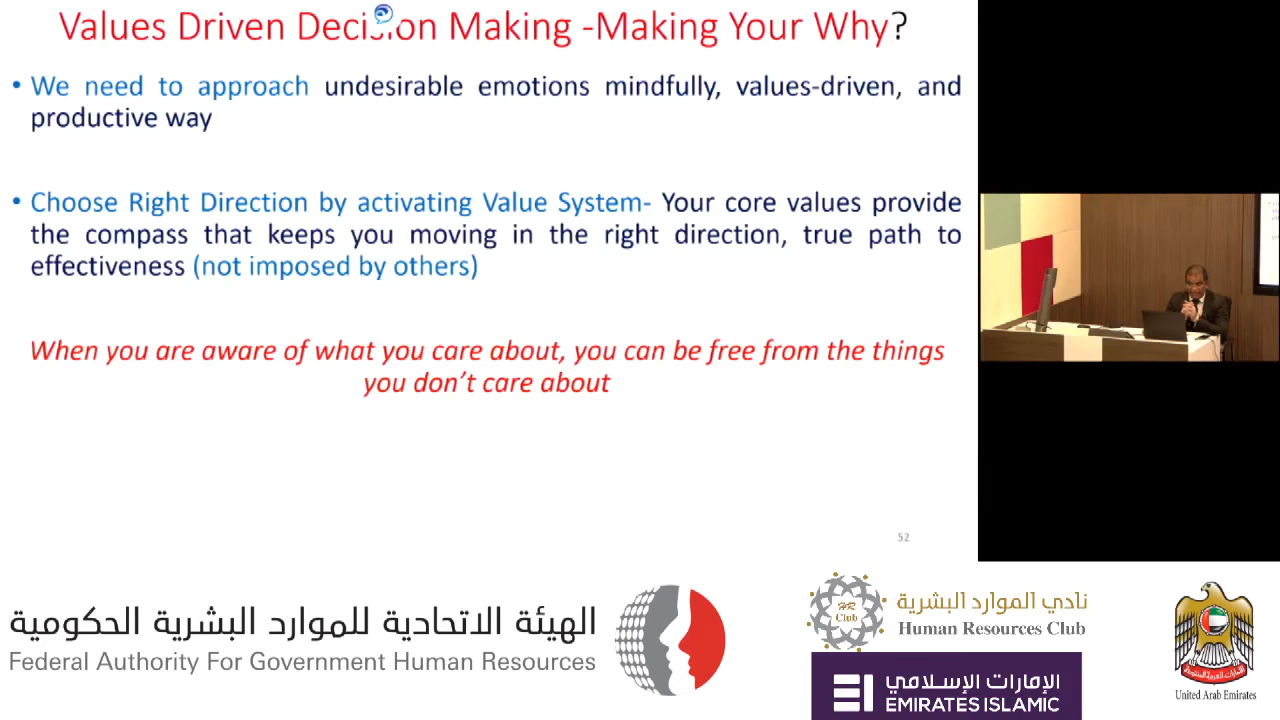 Values Driven Decision Making -Making Your Why?
• We need to approach undesirable emotions mindfully, values-driven, and
productive way
• Choose Right Direction by activating Value System- Your core values provide
the compass that keeps you moving in the right direction, true path to
effectiveness (not imposed by others)
When you are aware of what you care about, you can be free from the things
you don’t care about
52
الهيئة الاتحادية للموارد البشرية الحكومية
Federal Authority For Government Human Resources
HR
Club
نادي الموارد البشرية
Human Resources Club
الإمارات الإسلامي
EMIRATES ISLAMIC
United Arab Emirates